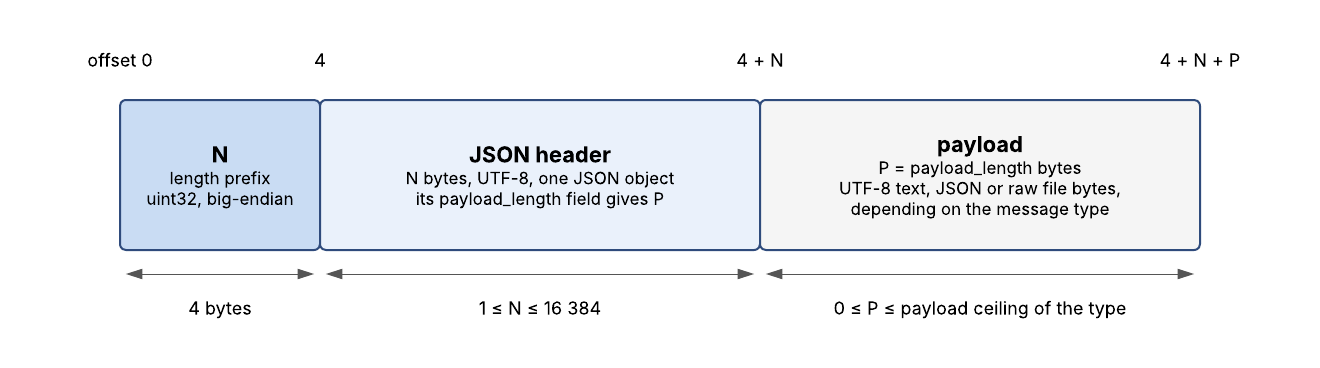 offset 0
4
4 + N
4 + N + P
N
length prefix
uint32, big-endian
JSON header
N bytes, UTF-8, one JSON object
its payload_length field gives P
payload
P = payload_length bytes
UTF-8 text, JSON or raw file bytes,
depending on the message type
4 bytes
1 ≤ N ≤ 16 384
0 ≤ P ≤ payload ceiling of the type